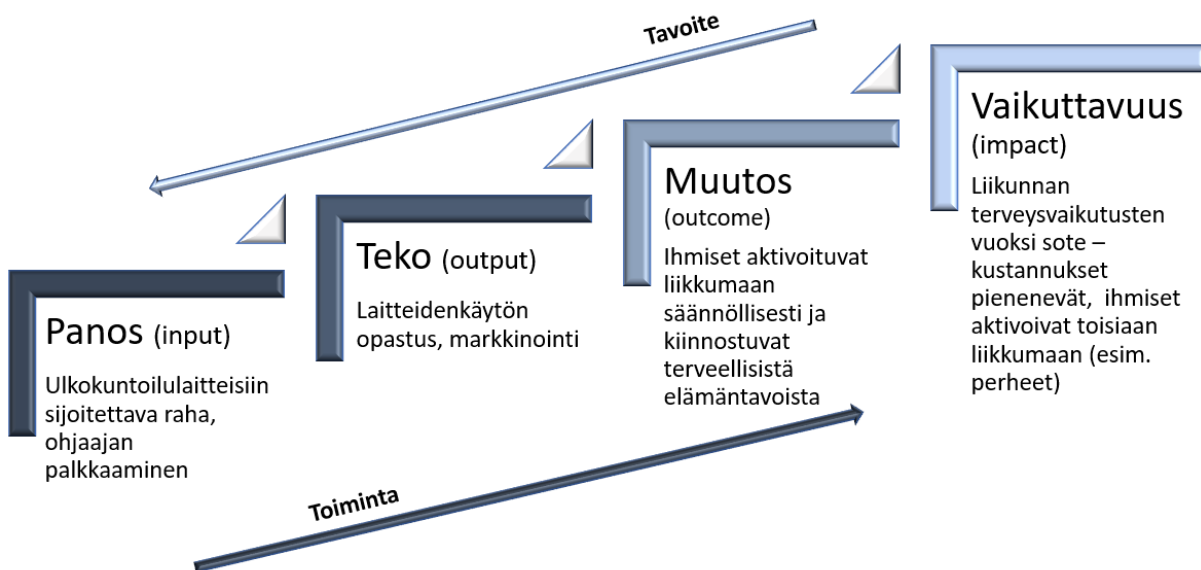 Tavoite
Panos (input)
Ulkokuntoilulaitteisiin
sijoitettava raha,
ohjaajan
palkkaaminen
Teko (output)
Laitteidenkäytön
opastus, markkinointi
Muutos
(outcome)
Ihmiset aktivoituvat
liikkumaan
säännöllisesti ja
kiinnostuvat
terveellisistä
elämäntavoista
Vaikuttavuus
(impact)
Liikunnan
terveysvaikutusten
vuoksi sote –
kustannukset
pienenevät, ihmiset
aktivoivat toisiaan
liikkumaan (esim.
perheet)
Toiminta